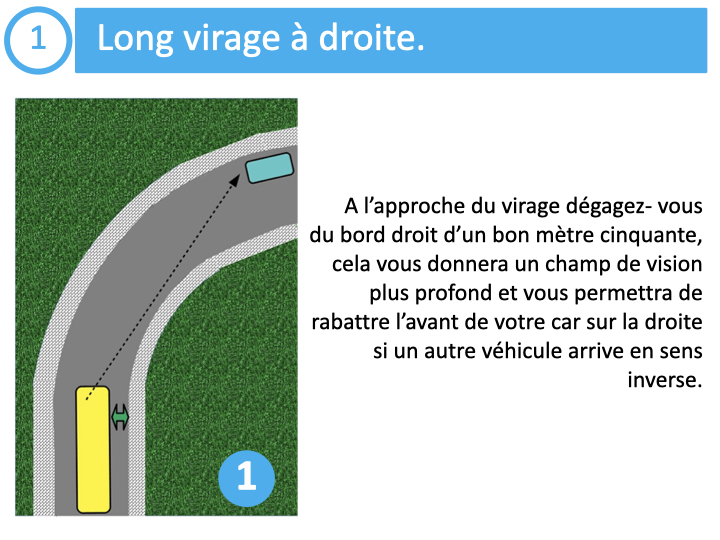 1
Long virage à droite.
A l’approche du virage dégagez- vous
du bord droit d’un bon mètre cinquante,
cela vous donnera un champ de vision
plus profond et vous permettra de
rabattre l’avant de votre car sur la droite
si un autre véhicule arrive en sens
inverse.
1